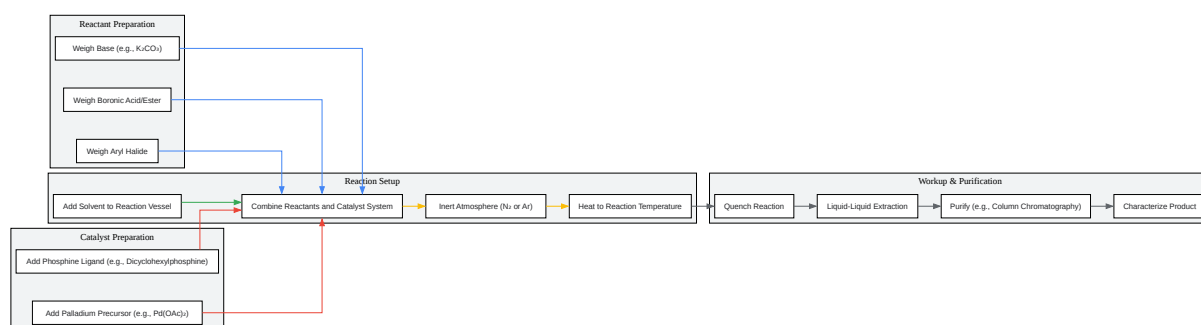 Reactant Preparation
Weigh Base (e.g., K₂CO₃)
Weigh Boronic Acid/Ester
Weigh Aryl Halide
Reaction Setup
Add Solvent to Reaction Vessel
Combine Reactants and Catalyst System
Inert Atmosphere (N₂ or Ar)
Heat to Reaction Temperature
Workup & Purification
Quench Reaction
Liquid-Liquid Extraction
Purify (e.g., Column Chromatography)
Characterize Product
Catalyst Preparation
Add Phosphine Ligand (e.g., Dicyclohexylphosphine)
Add Palladium Precursor (e.g., Pd(OAc)₂)